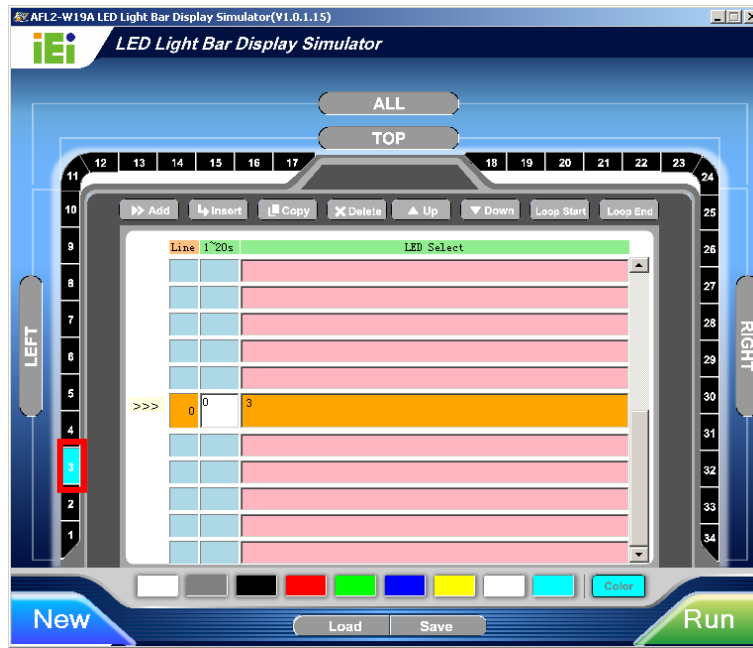 AFL2-W19A LED Light Bar Display Simulator(V1.0.1.15)
iEi
LED Light Bar Display Simulator
ALL
TOP
11 12 13 14 15 16 17 18 19 20 21 22 23 24
10 Add Insert Copy Delete Up Down Loop Start Loop End 25
9 Line 1~20s LED Select 26
8 27
7 28
LEFT RIGHT
6 29
5 30
>>> 0 0 3
4 31
3 32
2 33
1 34
Color
New Load Save Run